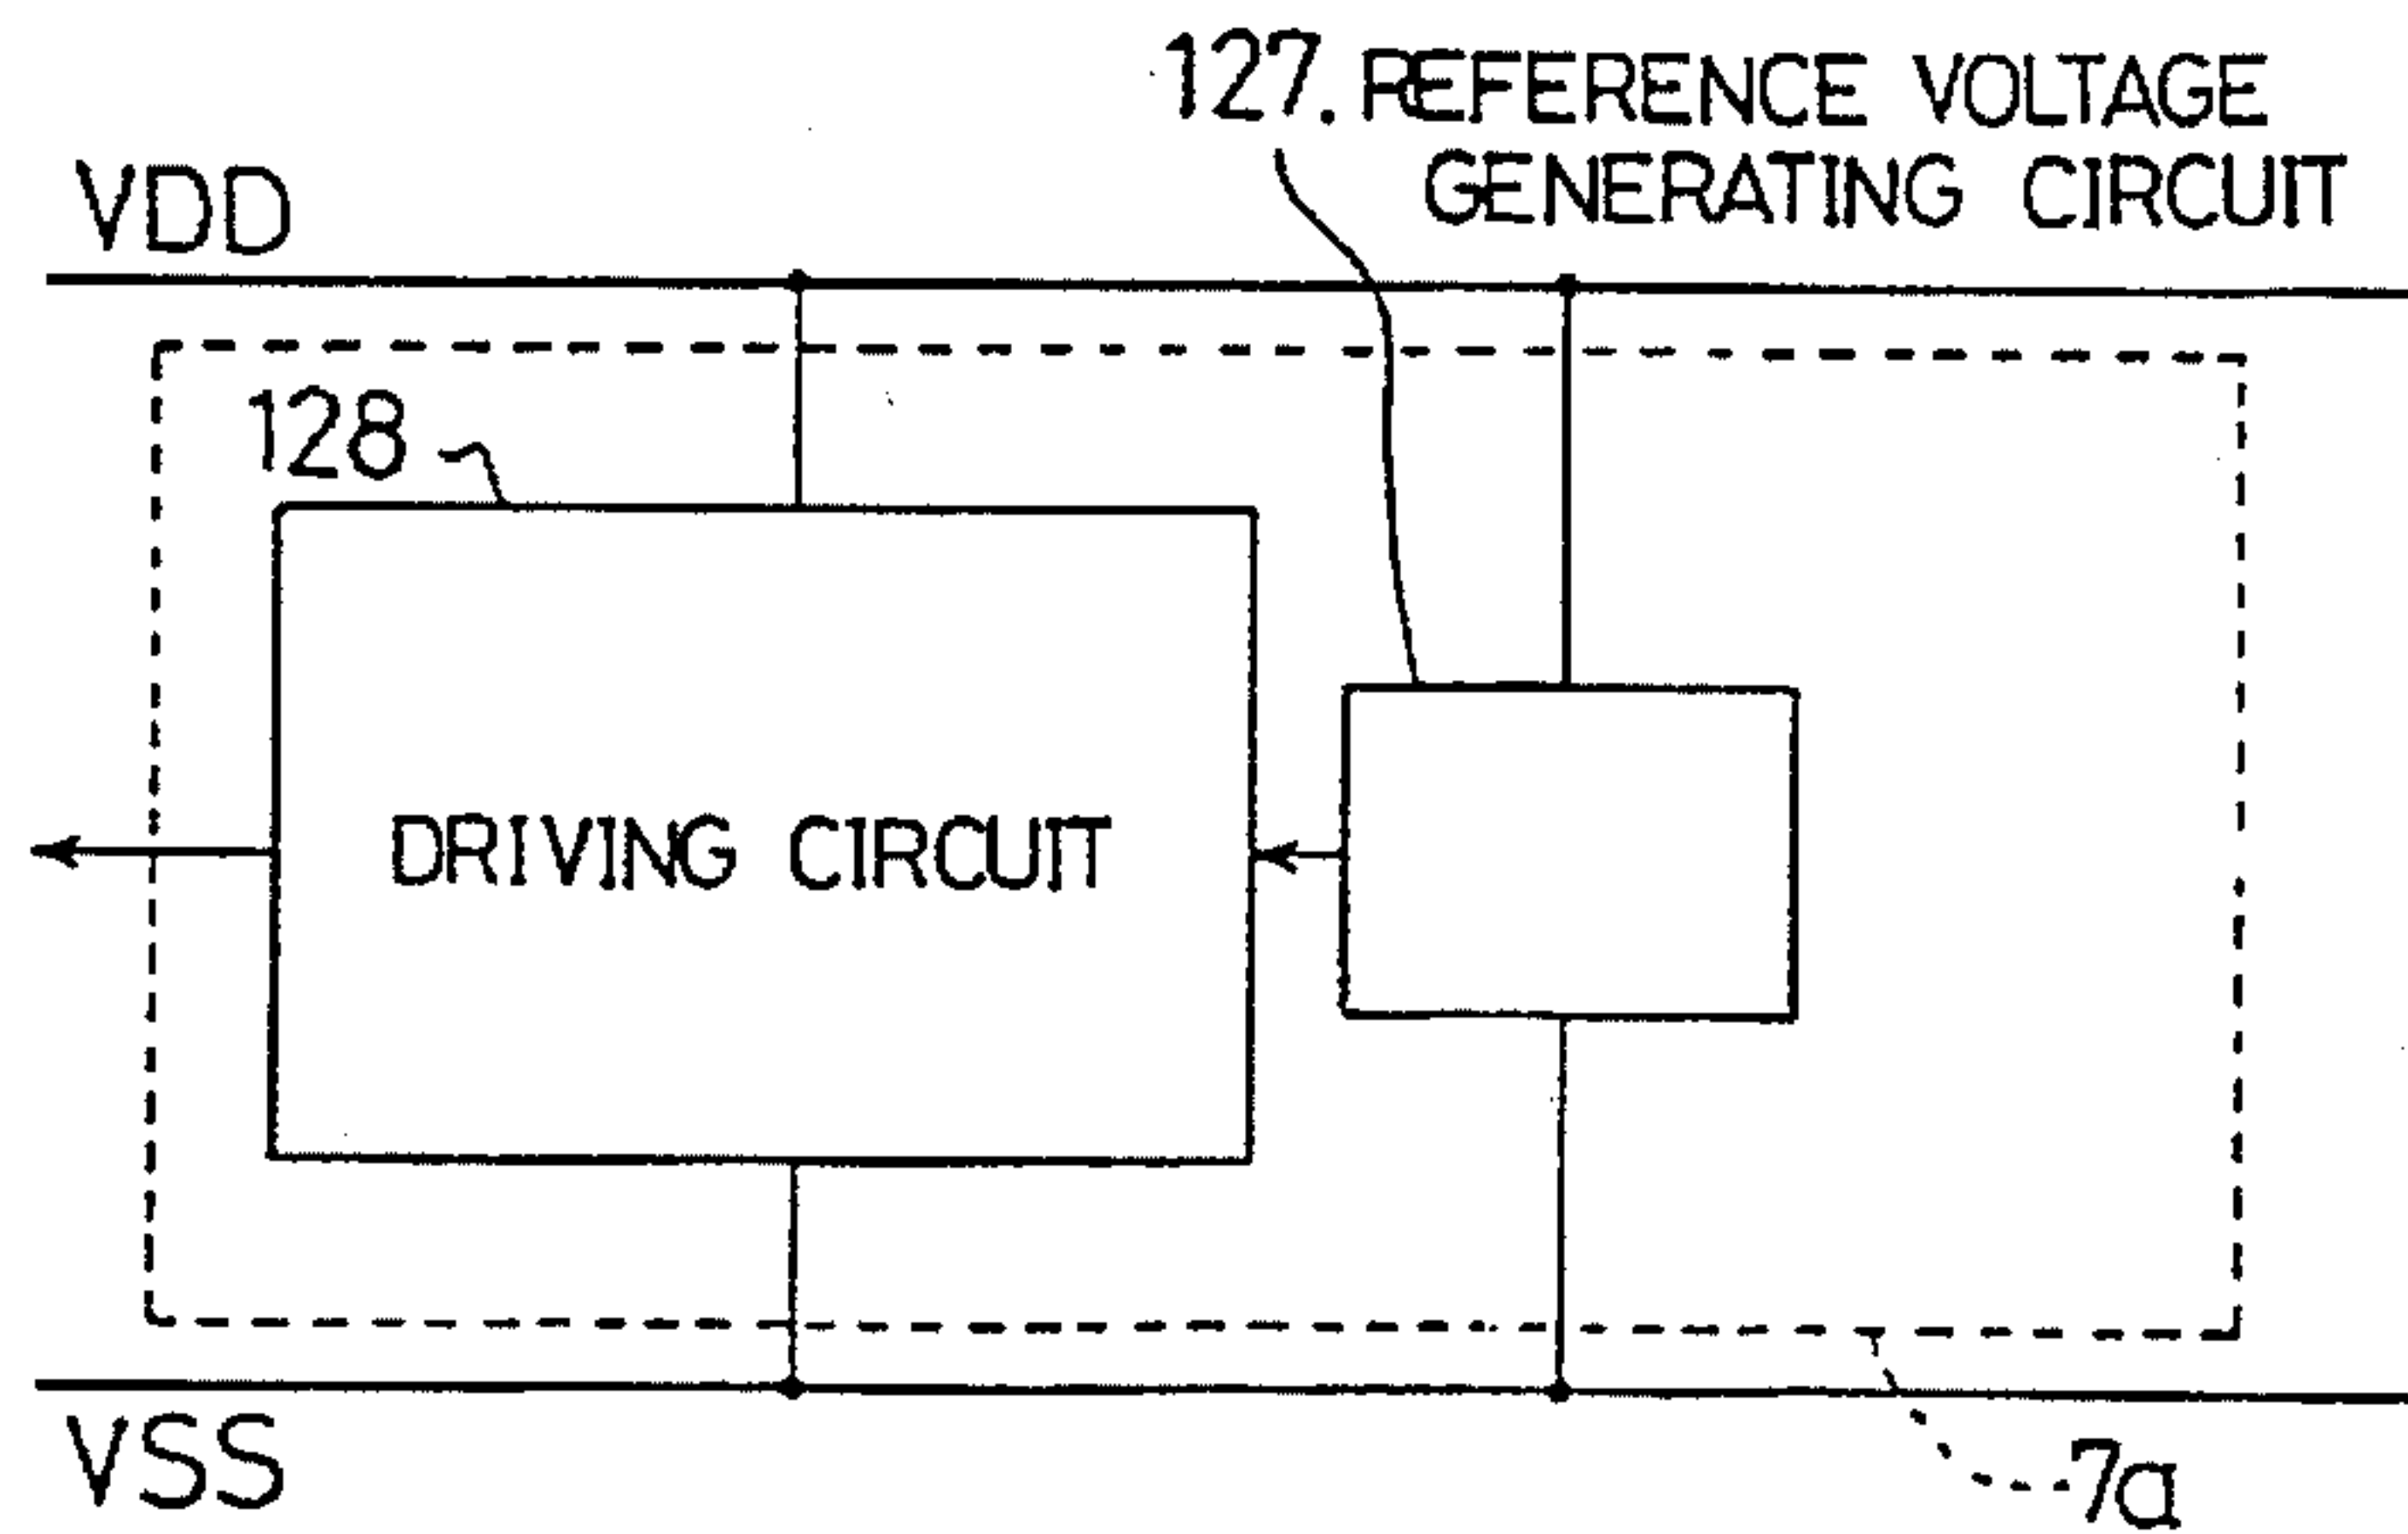 127. REFERENCE VOLTAGE
GENERATING CIRCUIT
VDD
128
DRIVING CIRCUIT
VSS
7a